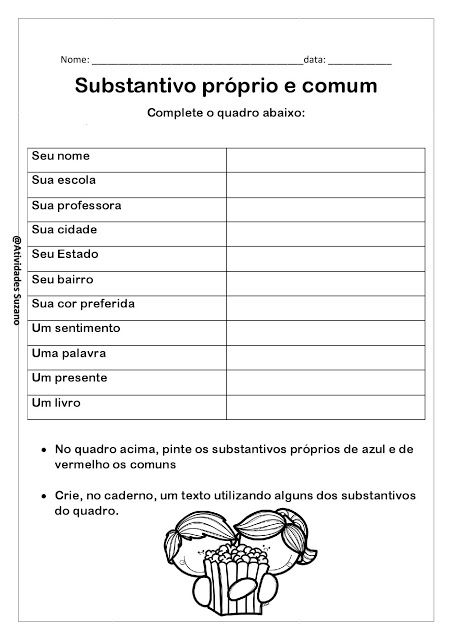 Nome: ___________________________________________data: _____________
Substantivo próprio e comum
Complete o quadro abaixo:
Seu nome
Sua escola
Sua professora
Sua cidade
Seu Estado
Seu bairro
Sua cor preferida
Um sentimento
Uma palavra
Um presente
Um livro
@Atividades Suzano
• No quadro acima, pinte os substantivos próprios de azul e de
vermelho os comuns
• Crie, no caderno, um texto utilizando alguns dos substantivos
do quadro.